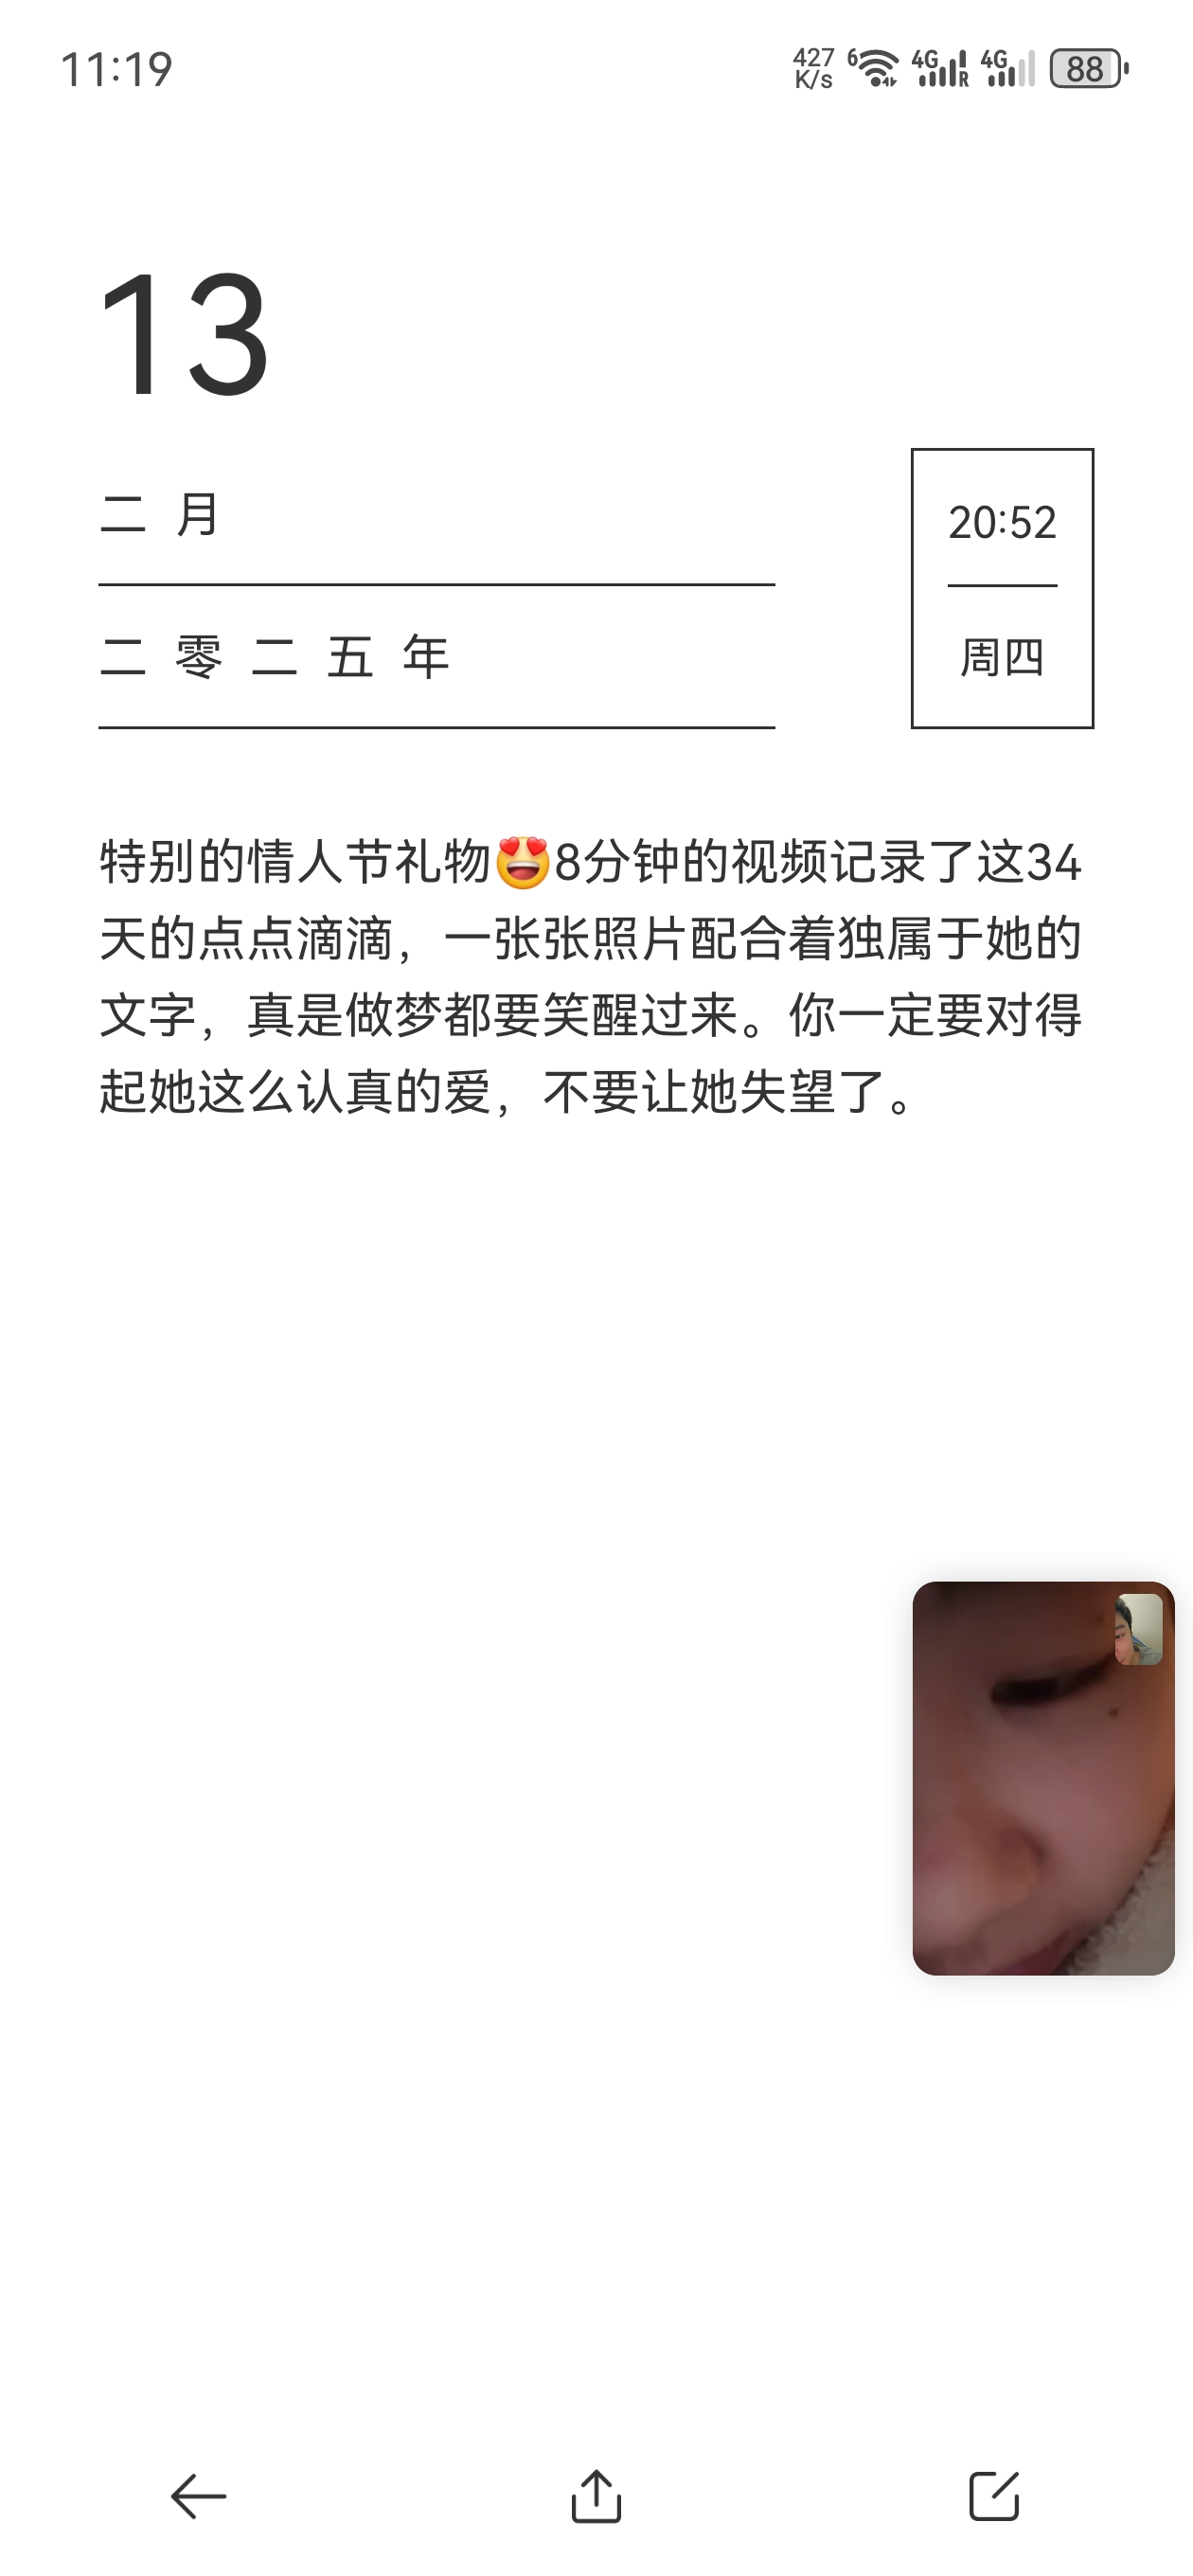 11:19
427 K/s 6 4G R 4G 88
13
二月
20:52
二零二五年
周四
特别的情人节礼物😍8分钟的视频记录了这34
天的点点滴滴，一张张照片配合着独属于她的
文字，真是做梦都要笑醒过来。你一定要对得
起她这么认真的爱，不要让她失望了。